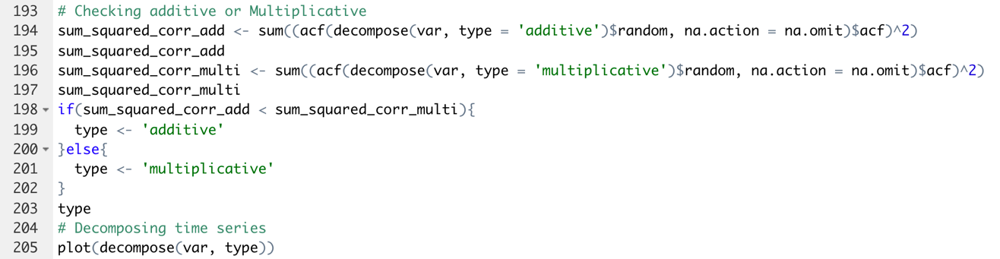 193 # Checking additive or Multiplicative
194 sum_squared_corr_add <- sum((acf(decompose(var, type = 'additive')$random, na.action = na.omit)$acf)^2)
195 sum_squared_corr_add
196 sum_squared_corr_multi <- sum((acf(decompose(var, type = 'multiplicative')$random, na.action = na.omit)$acf)^2)
197 sum_squared_corr_multi
198 if(sum_squared_corr_add < sum_squared_corr_multi){
199   type <- 'additive'
200 }else{
201   type <- 'multiplicative'
202 }
203 type
204 # Decomposing time series
205 plot(decompose(var, type))